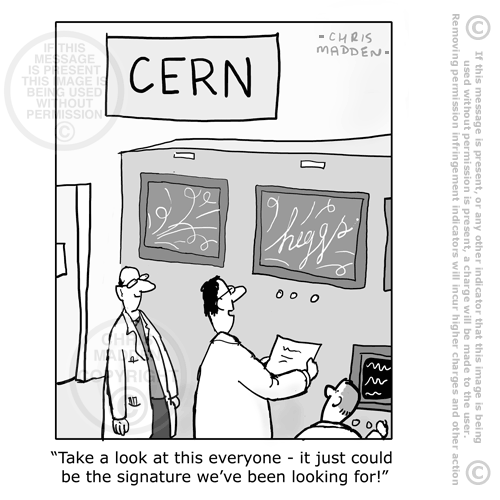 IF THIS
MESSAGE
IS PRESENT
THIS IMAGE IS
BEING USED
WITHOUT
PERMISSION
©
- CHRIS
MADDEN -
CERN
higgs
CHRIS
MADDEN
COPYRIGHT
©
"Take a look at this everyone - it just could
be the signature we've been looking for!"
© If this message is present, or any other indicator that this image is being ©
used without permission is present, a charge will be made to the user.
Removing permission infringement indicators will incur higher charges and other action